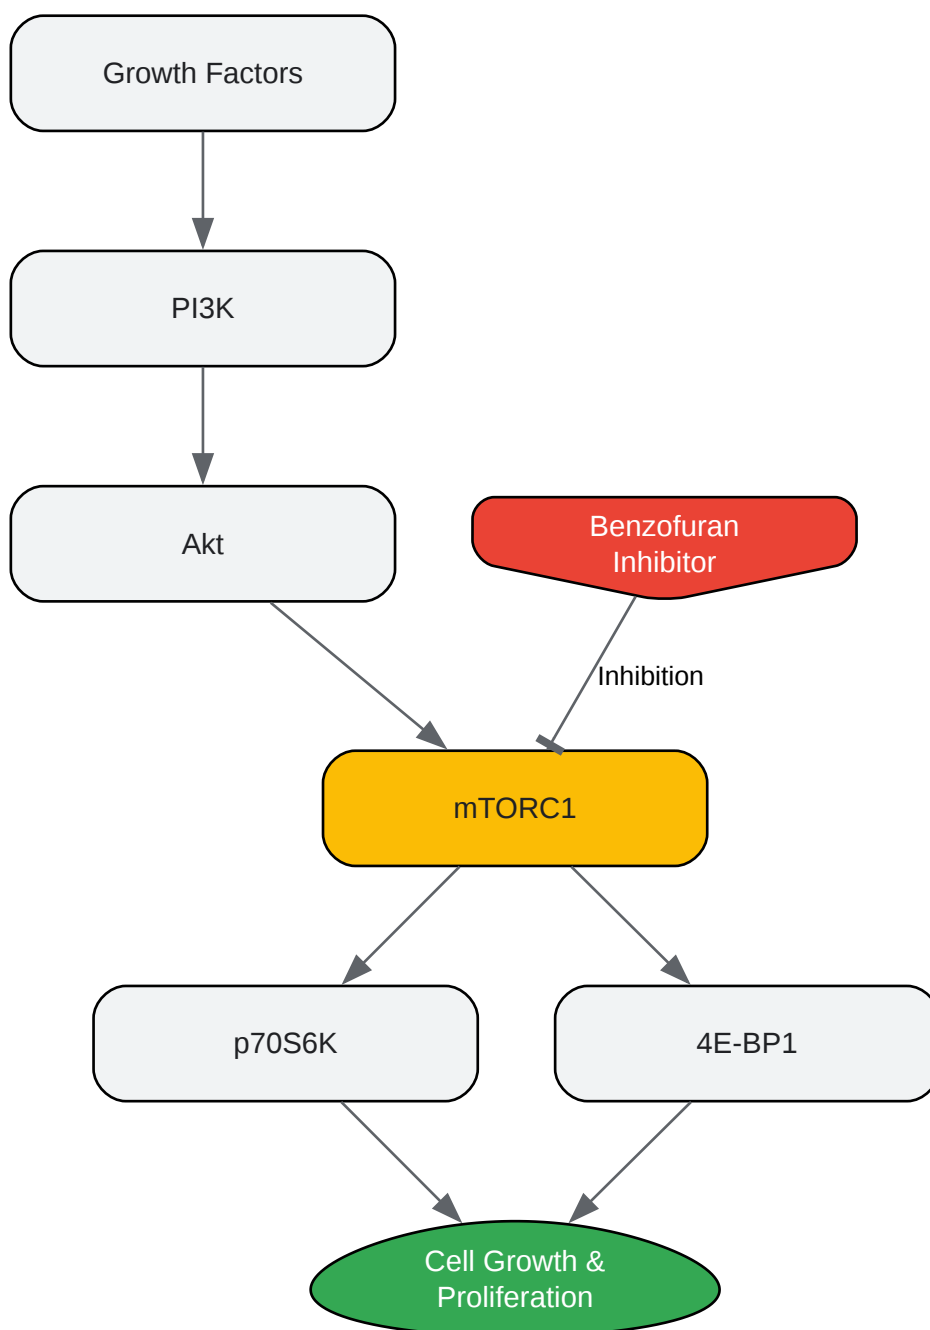 Growth Factors
PI3K
Akt
Benzofuran
Inhibitor
Inhibition
mTORC1
p70S6K
4E-BP1
Cell Growth &
Proliferation